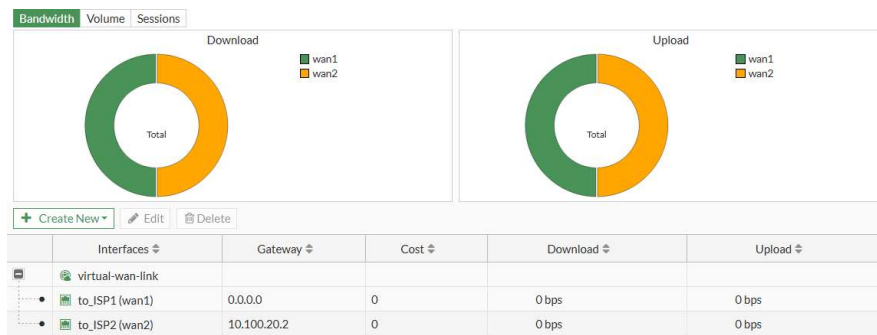 Bandwidth Volume Sessions
Download
wan1
wan2
Total
Upload
wan1
wan2
Total
+ Create New Edit Delete
Interfaces Gateway Cost Download Upload
virtual-wan-link
to_ISP1 (wan1) 0.0.0.0 0 0 bps 0 bps
to_ISP2 (wan2) 10.100.20.2 0 0 bps 0 bps